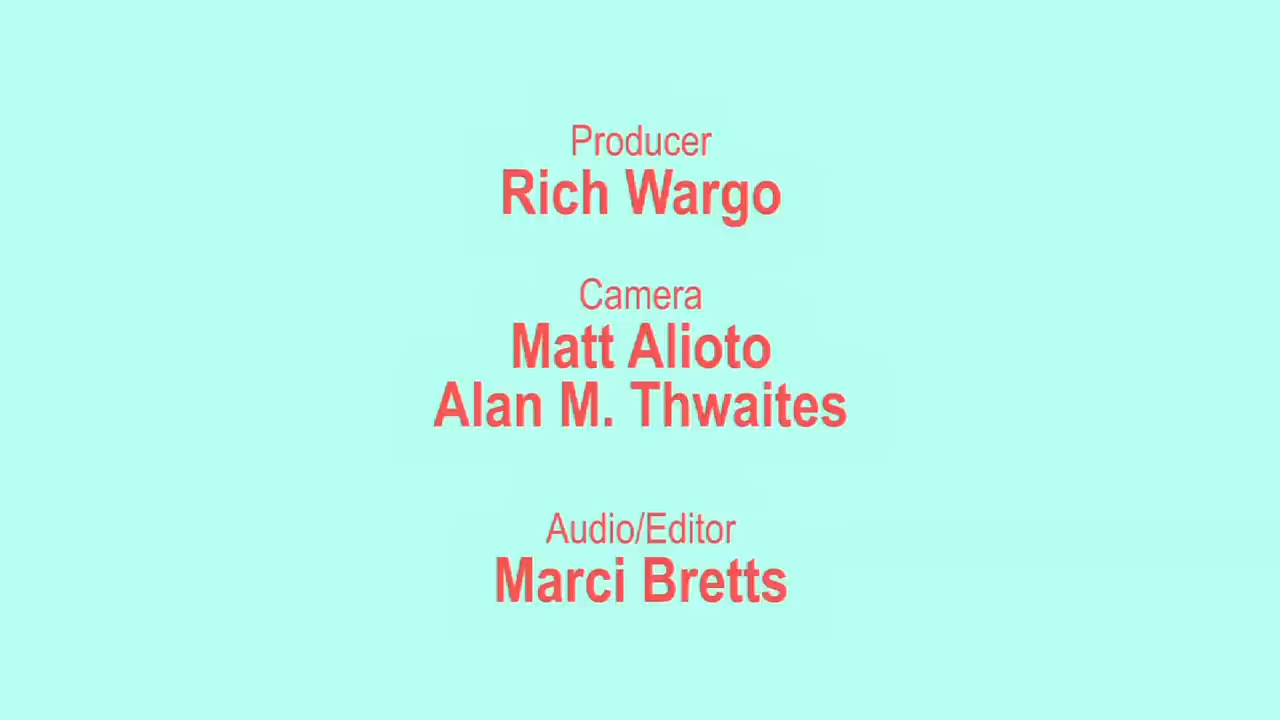 Producer
Rich Wargo
Camera
Matt Alioto
Alan M. Thwaites
Audio/Editor
Marci Bretts